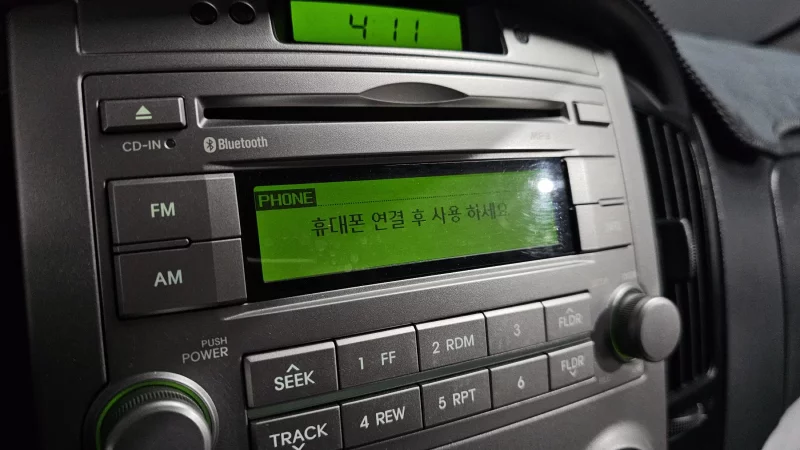 4 11
CD-IN
Bluetooth
FM
AM
PHONE
휴대폰 연결 후 사용 하세요
PUSH
POWER
SEEK
1 FF
2 RDM
3
FLDR
TRACK
4 REW
5 RPT
6
FLDR